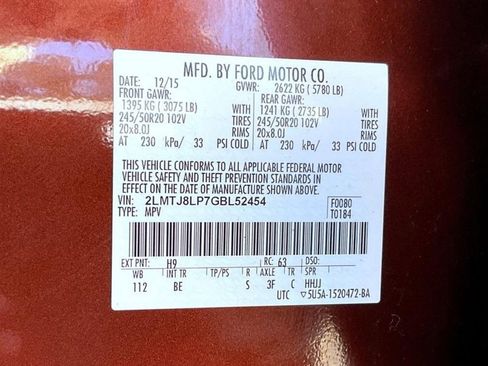 MFD. BY FORD MOTOR CO.
DATE: 12/15 GVWR: 2622 KG ( 5780 LB)
FRONT GAWR: REAR GAWR:
1395 KG ( 3075 LB) 1241 KG ( 2735 LB)
245/50R20 102V TIRES 245/50R20 102V TIRES
20x8.0J RIMS 20x8.0J RIMS
AT 230 kPa/ 33 PSI COLD AT 230 kPa/ 33 PSI COLD
THIS VEHICLE CONFORMS TO ALL APPLICABLE FEDERAL MOTOR
VEHICLE SAFETY AND THEFT PREVENTION STANDARDS IN
EFFECT ON THE DATE OF MANUFACTURE SHOWN ABOVE.
VIN: 2LMTJ8LP7GBL52454 F0080
TYPE: MPV T0184
EXT PNT: H9 RC: 63 DSO:
WB INT TR TP/PS R AXLE TR SPR
112 BE S 3F C HHJJ
UTC ▽5U5A-1520472-BA